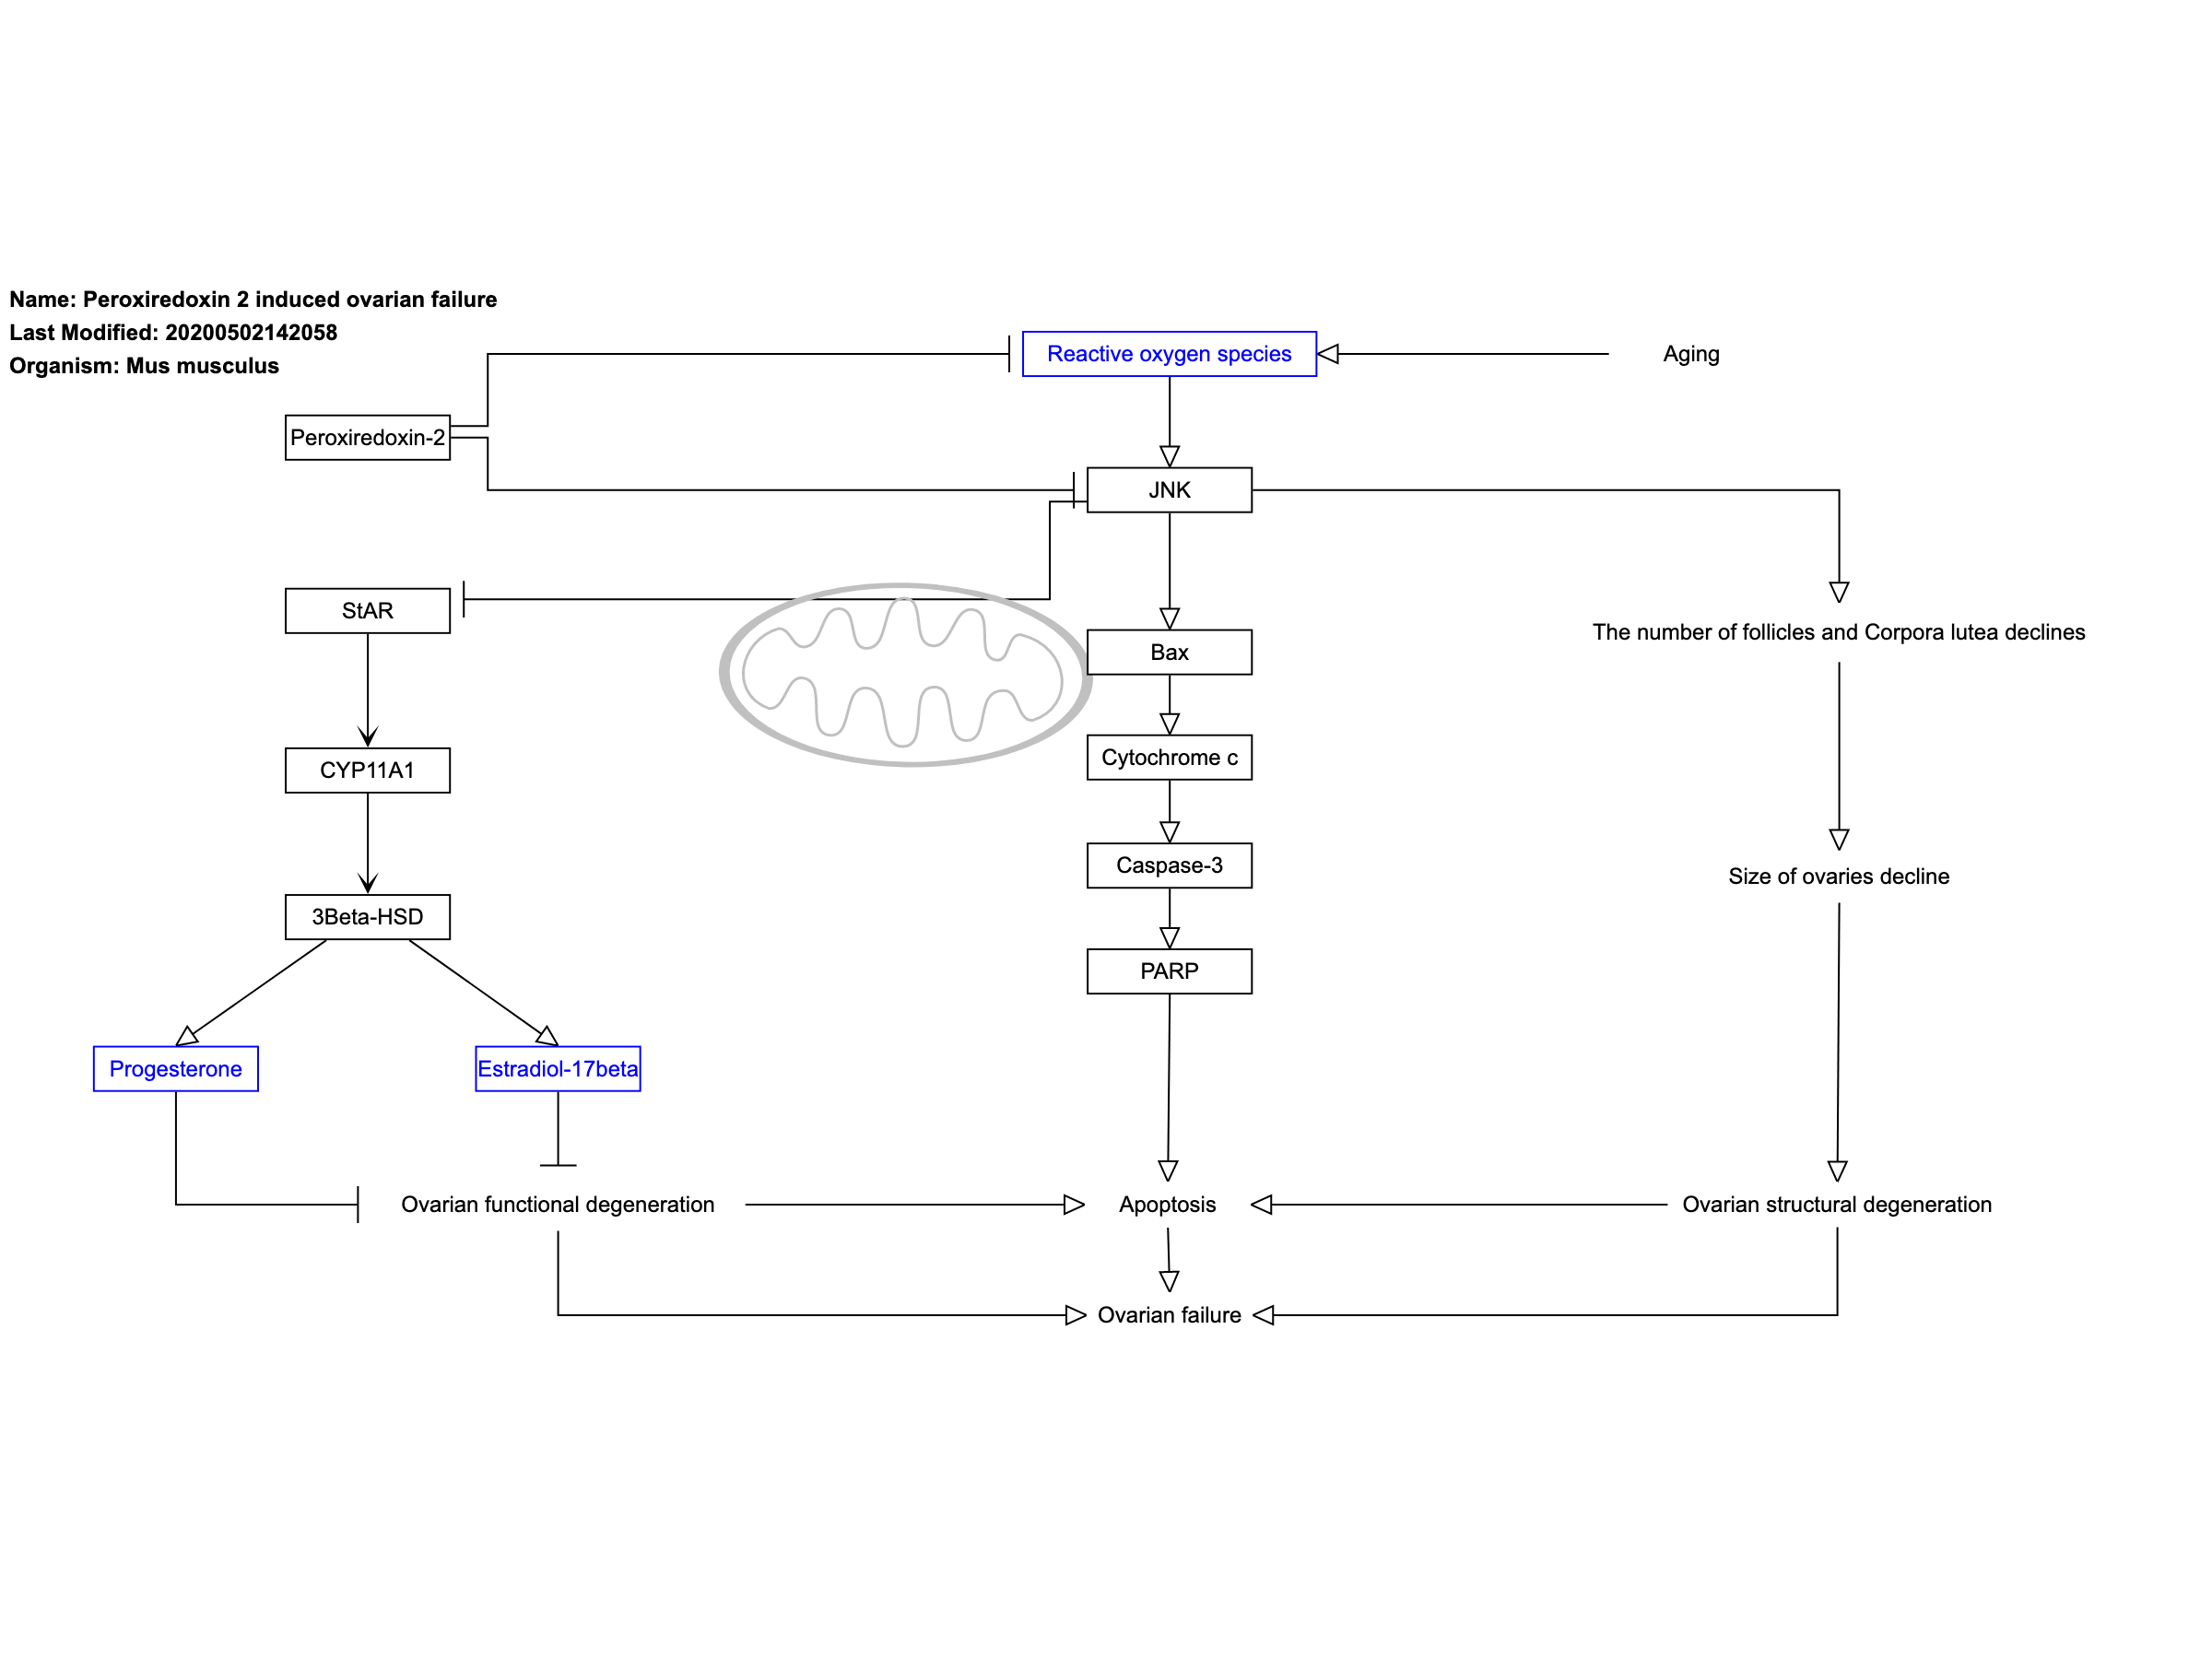 Name: Peroxiredoxin 2 induced ovarian failure
Last Modified: 20200502142058
Organism: Mus musculus
Reactive oxygen species
Aging
Peroxiredoxin-2
JNK
StAR
The number of follicles and Corpora lutea declines
Bax
Cytochrome c
CYP11A1
Caspase-3
Size of ovaries decline
3Beta-HSD
PARP
Progesterone
Estradiol-17beta
Ovarian functional degeneration
Apoptosis
Ovarian structural degeneration
Ovarian failure